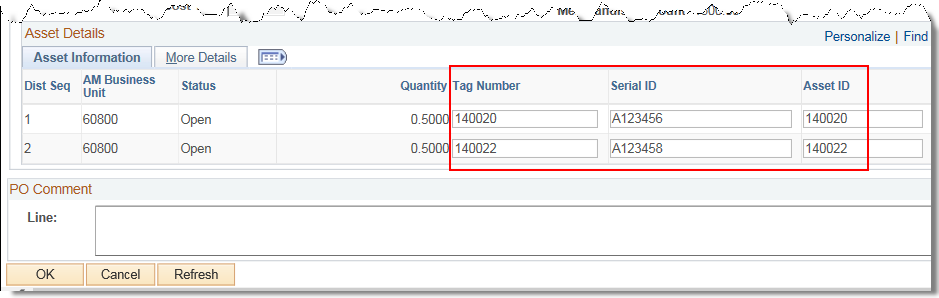 Asset Details
Personalize | Find
Asset Information More Details
Dist Seq AM Business Unit Status Quantity Tag Number Serial ID Asset ID
1 60800 Open 0.5000 140020 A123456 140020
2 60800 Open 0.5000 140022 A123458 140022
PO Comment
Line:
OK Cancel Refresh